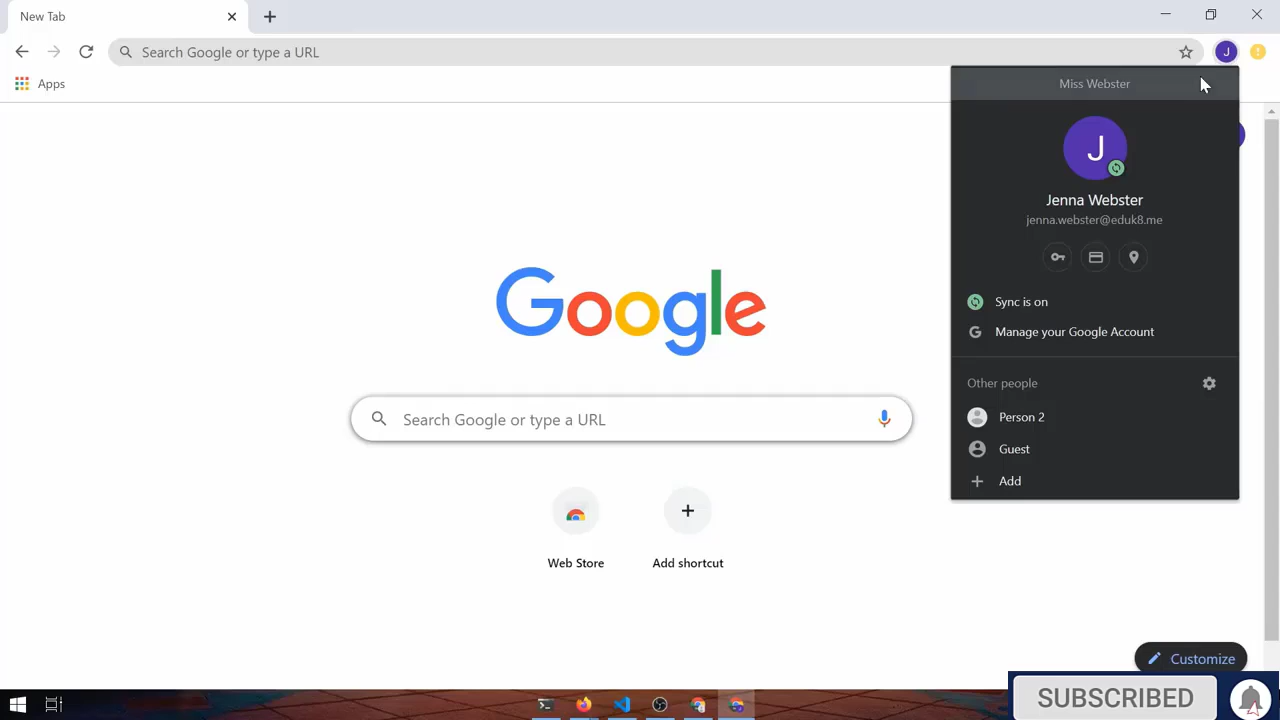 New Tab
Search Google or type a URL
J
Apps
Miss Webster
J
Jenna Webster
jenna.webster@eduk8.me
Sync is on
G Manage your Google Account
Other people
Person 2
Guest
Add
Google
Search Google or type a URL
Web Store
Add shortcut
Customize
SUBSCRIBED